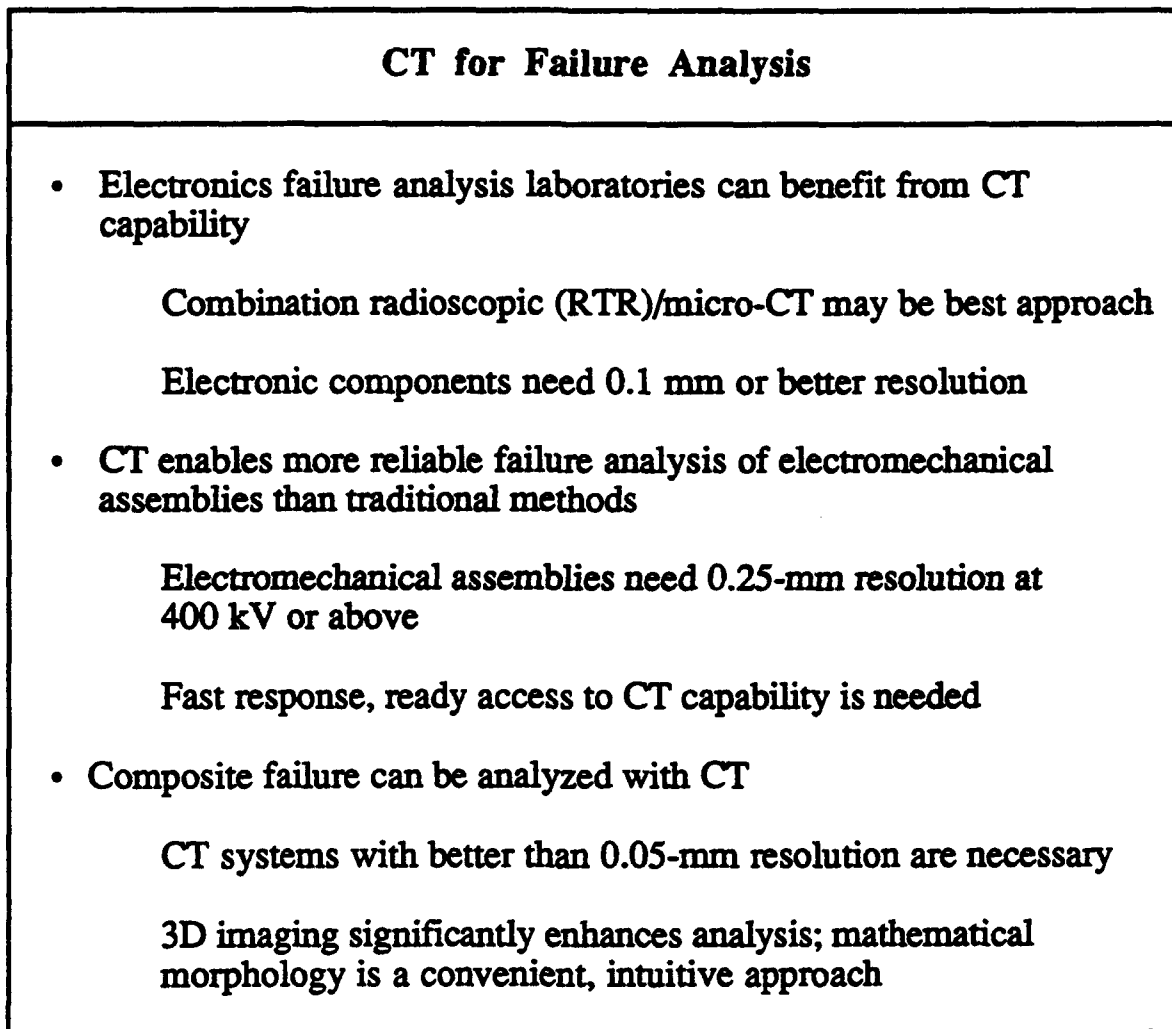 CT for Failure Analysis
• Electronics failure analysis laboratories can benefit from CT
capability
Combination radioscopic (RTR)/micro-CT may be best approach
Electronic components need 0.1 mm or better resolution
• CT enables more reliable failure analysis of electromechanical
assemblies than traditional methods
Electromechanical assemblies need 0.25-mm resolution at
400 kV or above
Fast response, ready access to CT capability is needed
• Composite failure can be analyzed with CT
CT systems with better than 0.05-mm resolution are necessary
3D imaging significantly enhances analysis; mathematical
morphology is a convenient, intuitive approach